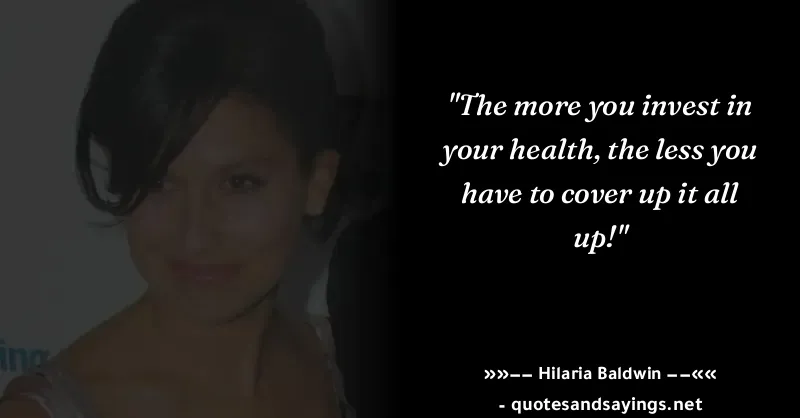 "The more you invest in
your health, the less you
have to cover up it all
up!"
ing
»»—— Hilaria Baldwin ——««
- quotesandsayings.net